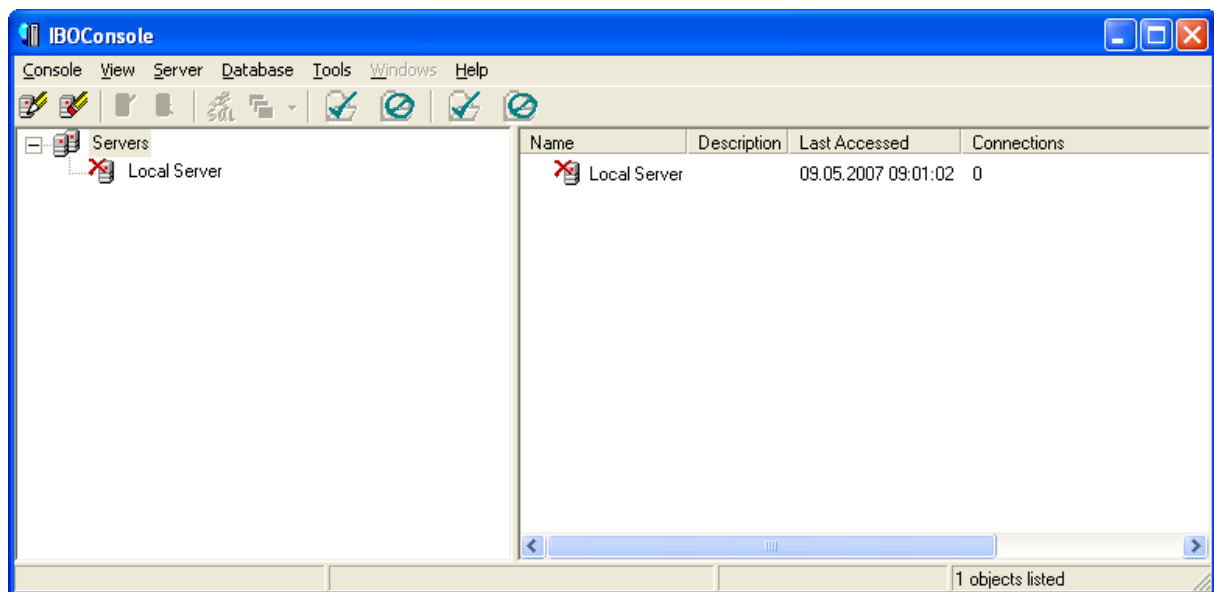 IBOConsole
Console View Server Database Tools Windows Help
SQL
Servers
Local Server
Name Description Last Accessed Connections
Local Server 09.05.2007 09:01:02 0
1 objects listed